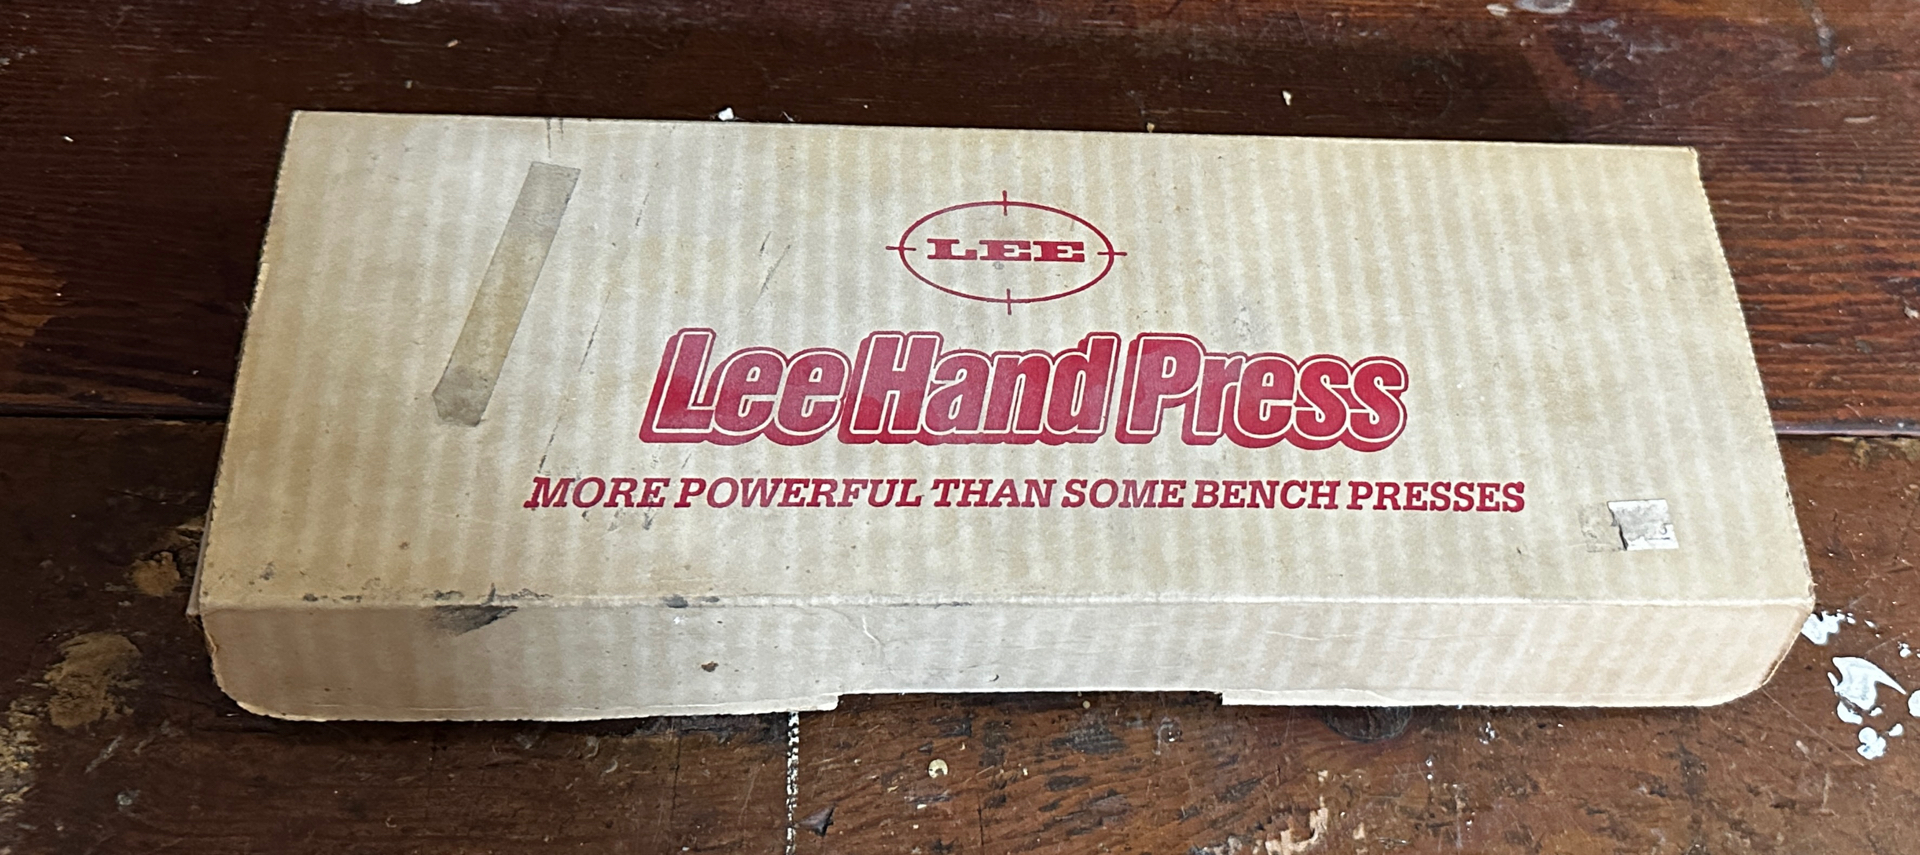 LEE
Lee Hand Press
MORE POWERFUL THAN SOME BENCH PRESSES